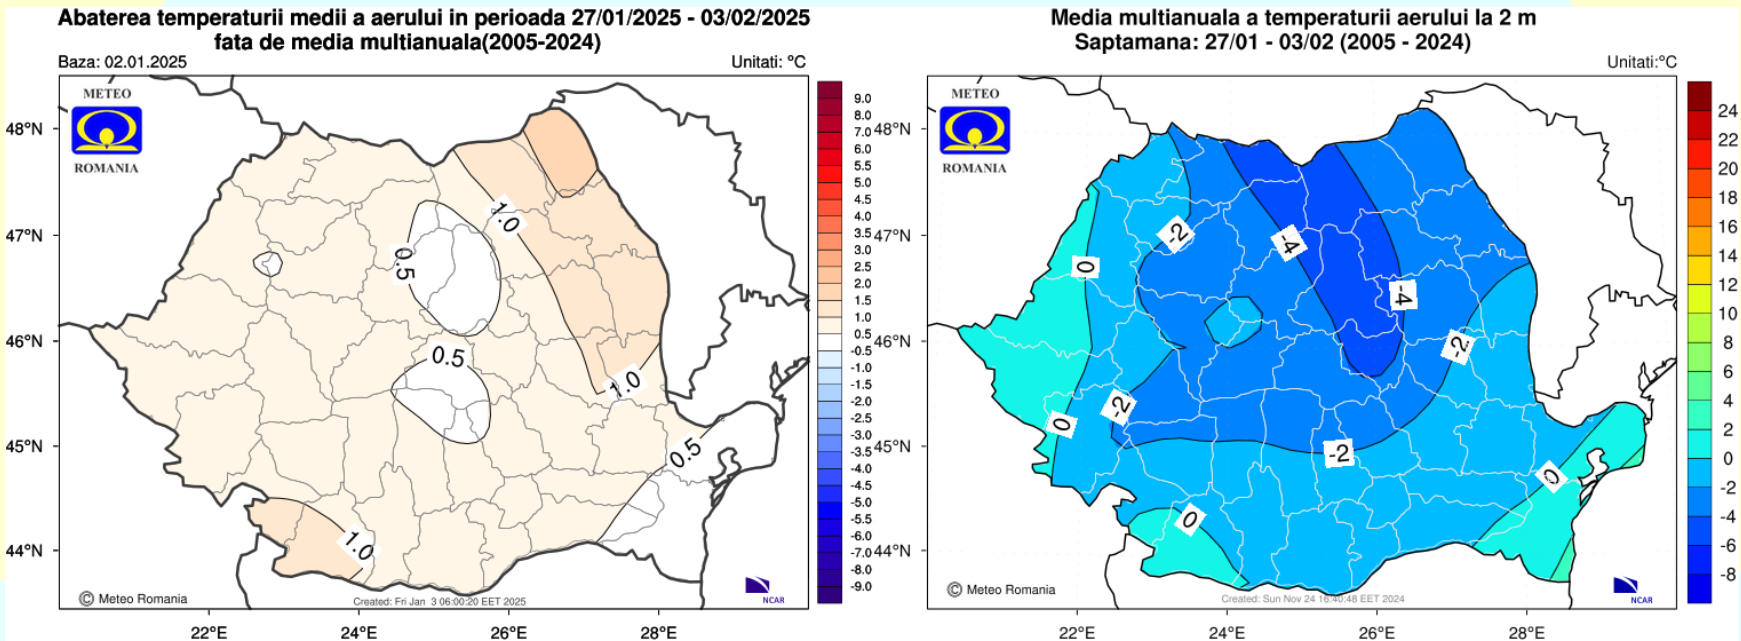 Abaterea temperaturii medii a aerului in perioada 27/01/2025 - 03/02/2025
fata de media multianuala(2005-2024)
Baza: 02.01.2025
Unitati: °C
METEO
ROMANIA
48°N
47°N
46°N
45°N
44°N
22°E
24°E
26°E
28°E
1.0
0.5
0.5
1.0
0.5
1.0
9.0
8.0
7.0
6.0
5.5
5.0
4.5
4.0
3.5
3.0
2.5
2.0
1.5
1.0
0.5
-0.5
-1.0
-1.5
-2.0
-2.5
-3.0
-3.5
-4.0
-4.5
-5.0
-5.5
-6.0
-7.0
-8.0
-9.0
© Meteo Romania
Created: Fri Jan 3 06:00:20 EET 2025
NCAR
Media multianuala a temperaturii aerului la 2 m
Saptamana: 27/01 - 03/02 (2005 - 2024)
Unitati:°C
METEO
ROMANIA
48°N
47°N
46°N
45°N
44°N
22°E
24°E
26°E
28°E
-2
-4
0
-4
-2
-2
0
-2
0
0
24
22
20
18
16
14
12
10
8
6
4
2
0
-2
-4
-6
-8
© Meteo Romania
Created: Sun Nov 24 16:40:48 EET 2024
NCAR